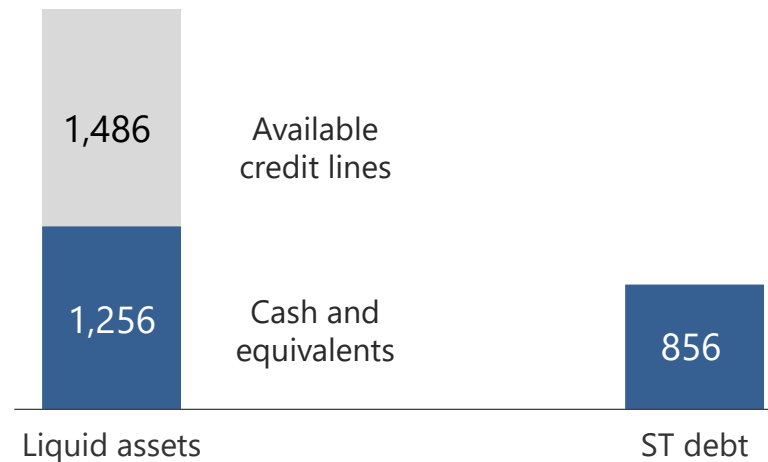 1,486
Available
credit lines
1,256
Cash and
equivalents
856
Liquid assets
ST debt